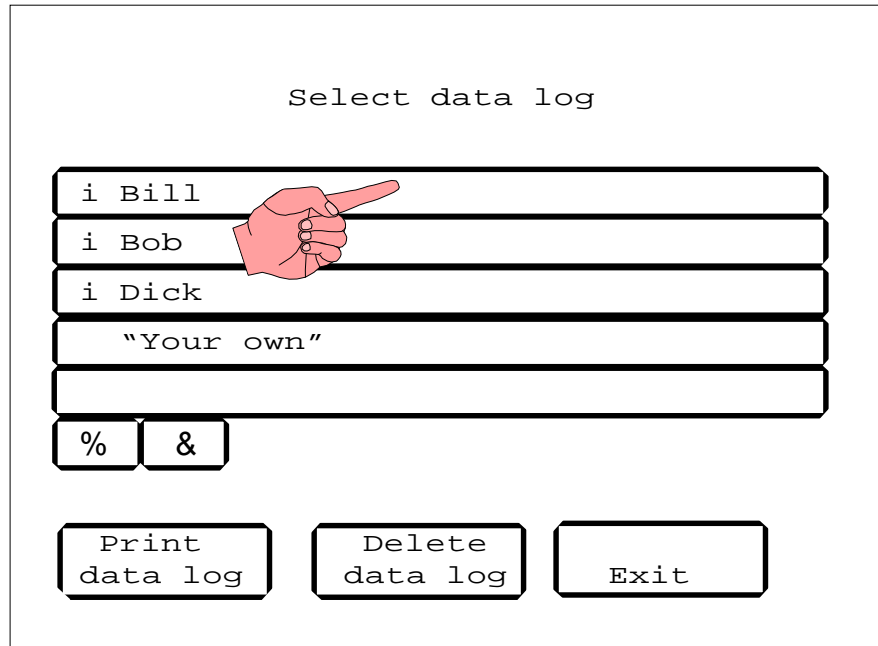 Select data log
i Bill
i Bob
i Dick
“Your own”
% &
Print
data log
Delete
data log
Exit